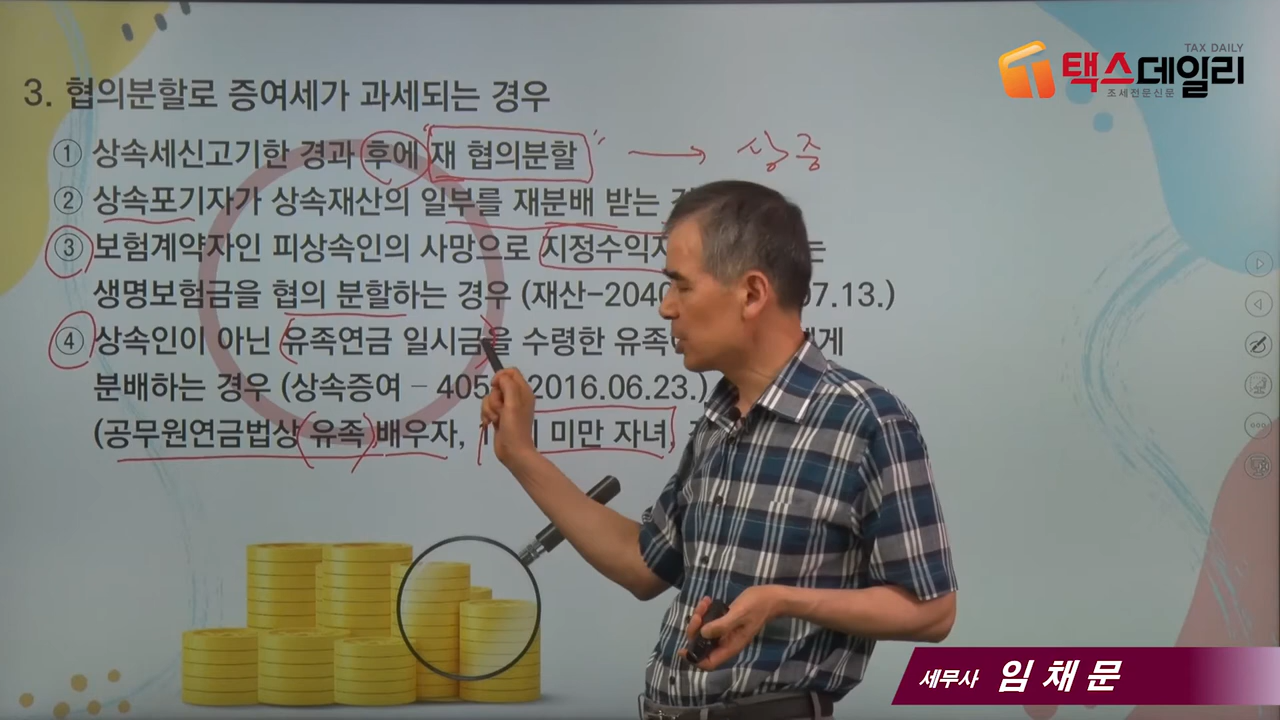 TAX DAILY
택스데일리
조세전문신문
3. 협의분할로 증여세가 과세되는 경우
① 상속세신고기한 경과 후에 재 협의분할 → 상증
② 상속포기자가 상속재산의 일부를 재분배 받는
③ 보험계약자인 피상속인의 사망으로 지정수익 는
생명보험금을 협의 분할하는 경우 (재산-204 07.13.)
④ 상속인이 아닌 유족연금 일시금을 수령한 유족 게
분배하는 경우 (상속증여 – 405 2016.06.23.)
(공무원연금법상 유족 배우자, 1 미만 자녀,
세무사 임채문